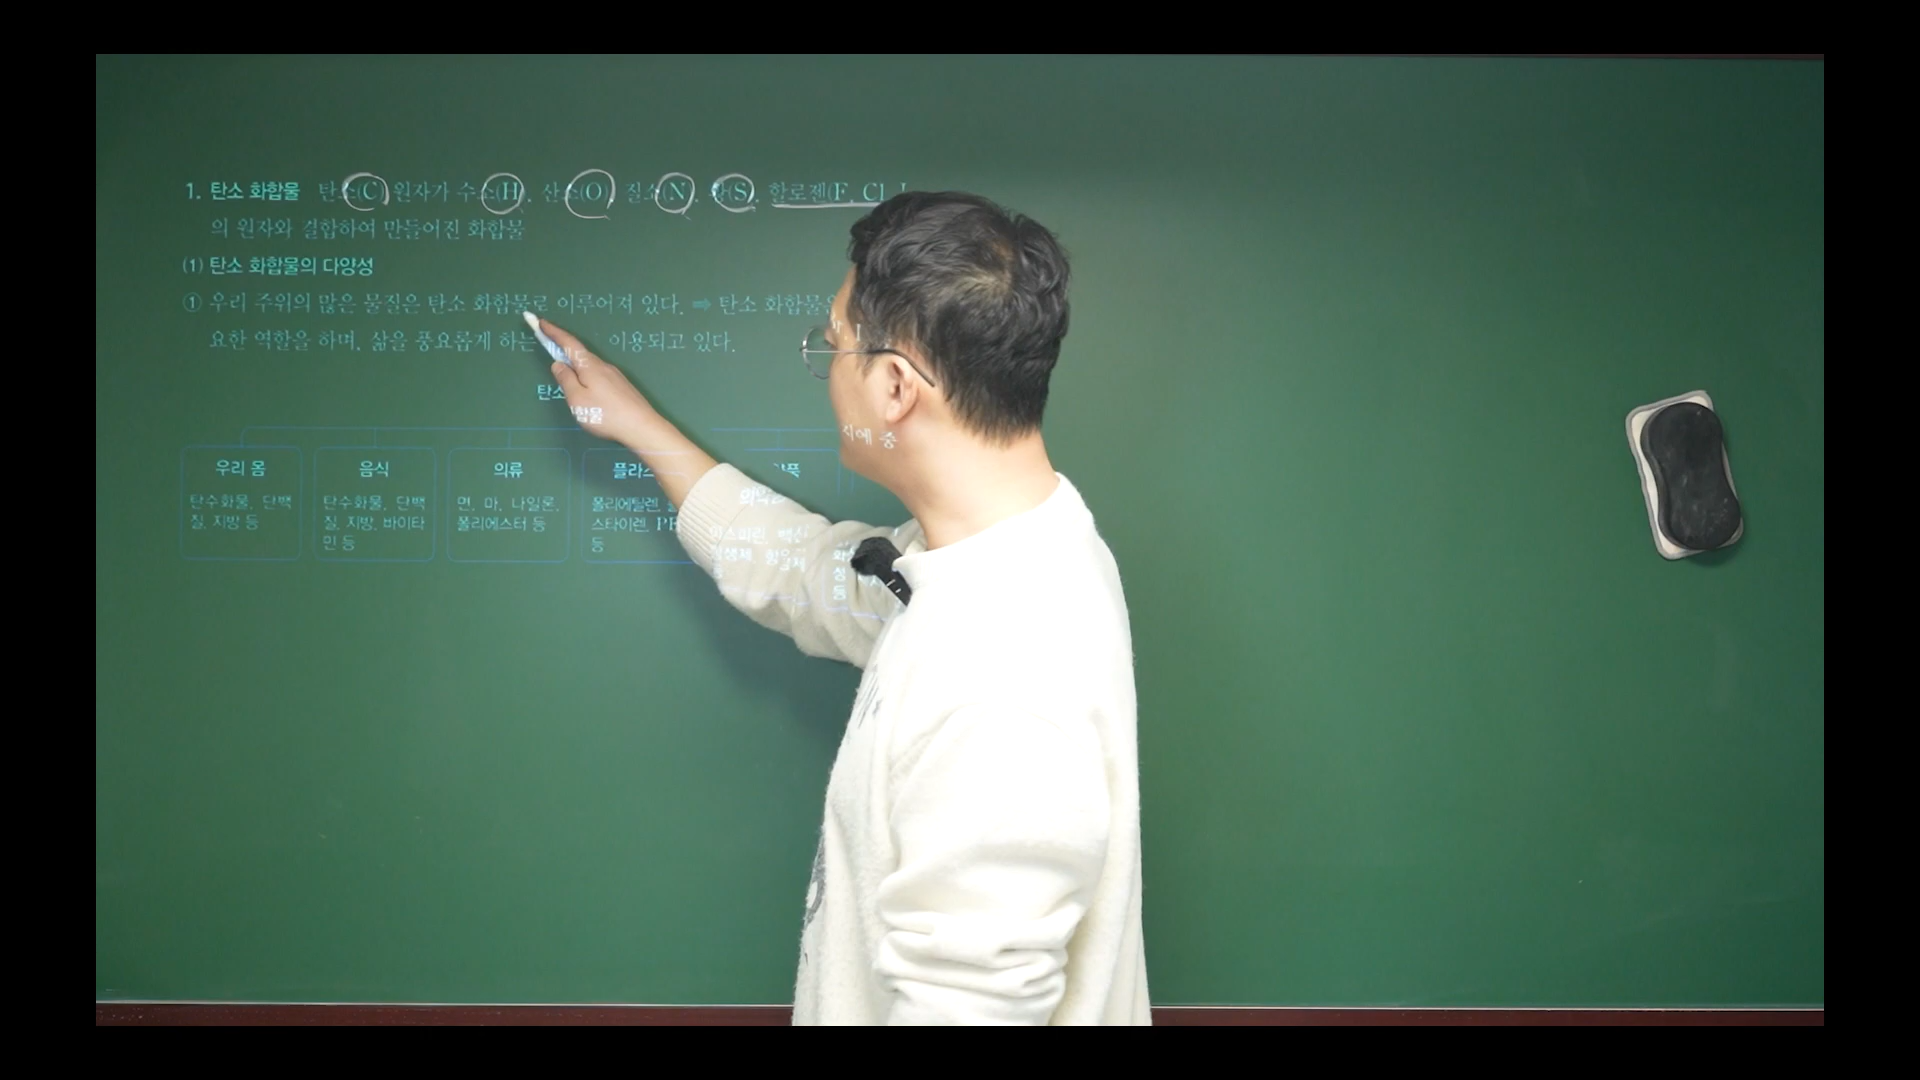 1. 탄소 화합물 탄소(C) 원자가 수소(H), 산소(O), 질소(N), 황(S), 할로젠(F, Cl,
의 원자와 결합하여 만들어진 화합물
(1) 탄소 화합물의 다양성
① 우리 주위의 많은 물질은 탄소 화합물로 이루어져 있다. ➡ 탄소 화합물은
요한 역할을 하며, 삶을 풍요롭게 하는 이용되고 있다.
탄소
합물
우리 몸
탄수화물, 단백
질, 지방 등
음식
탄수화물, 단백
질, 지방, 바이타
민 등
의류
면, 마, 나일론,
폴리에스터 등
플라스
폴리에틸렌,
스타이렌,
등